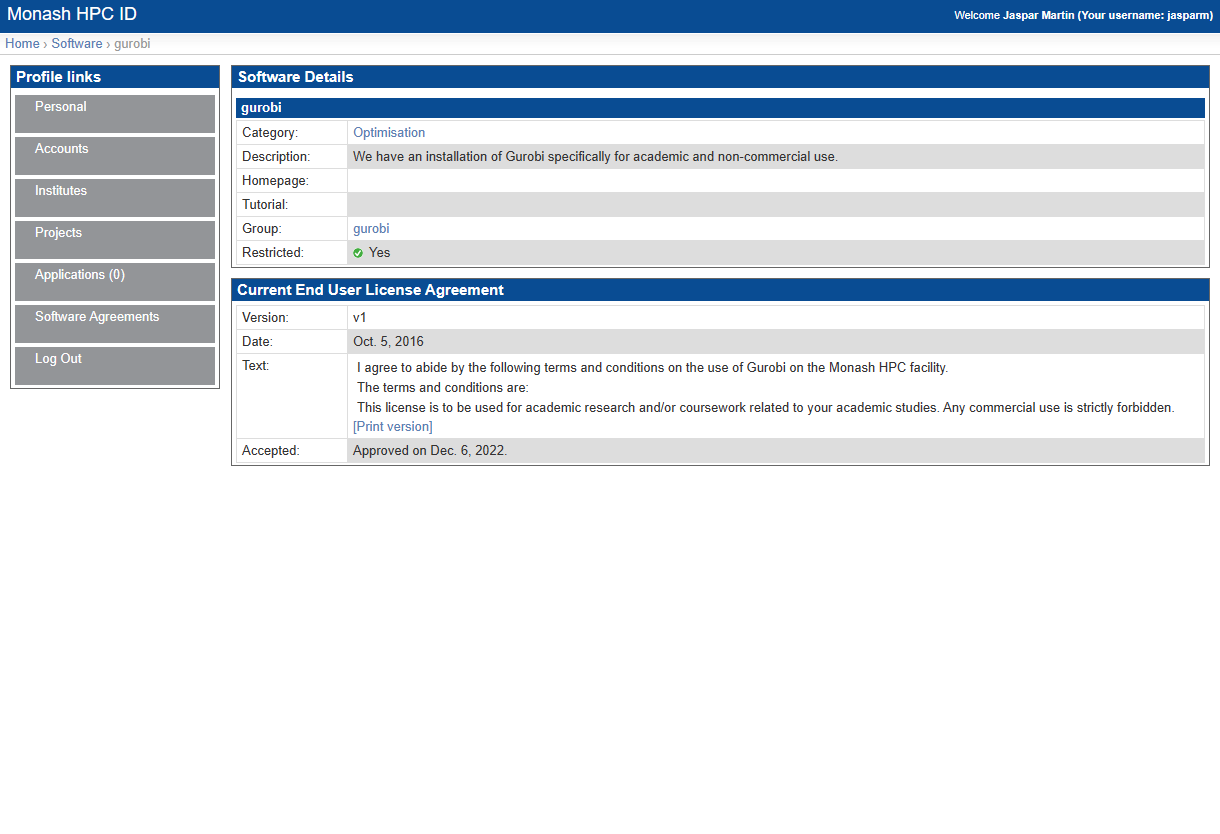 Monash HPC ID
Welcome Jaspar Martin (Your username: jasparm)
Home › Software › gurobi
Profile links
Personal
Accounts
Institutes
Projects
Applications (0)
Software Agreements
Log Out
Software Details
gurobi
Category: Optimisation
Description: We have an installation of Gurobi specifically for academic and non-commercial use.
Homepage:
Tutorial:
Group: gurobi
Restricted: Yes
Current End User License Agreement
Version: v1
Date: Oct. 5, 2016
Text: I agree to abide by the following terms and conditions on the use of Gurobi on the Monash HPC facility.
The terms and conditions are:
This license is to be used for academic research and/or coursework related to your academic studies. Any commercial use is strictly forbidden.
[Print version]
Accepted: Approved on Dec. 6, 2022.